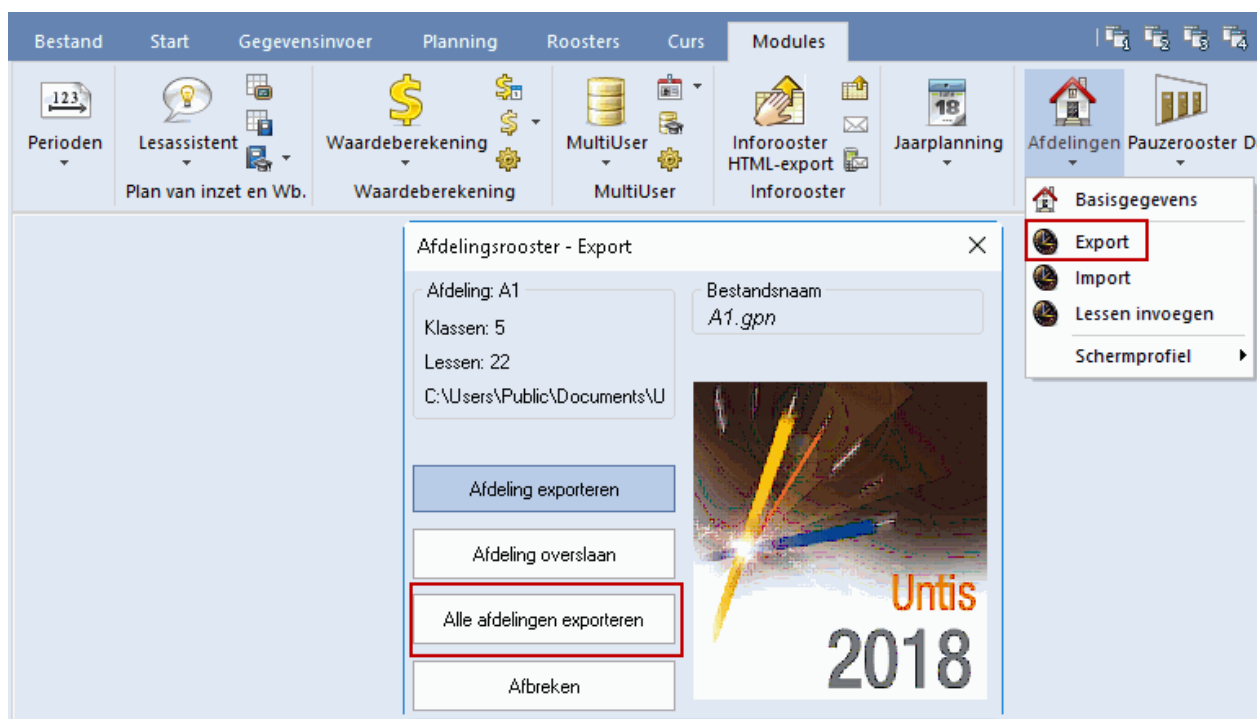 Bestand Start Gegevensinvoer Planning Roosters Curs Modules
123
18
Perioden Lesassistent Waardeberekening MultiUser Inforooster HTML-export Jaarplanning Afdelingen Pauzerooster D
Plan van inzet en Wb. Waardeberekening MultiUser Inforooster
Basisgegevens
Export
Import
Lessen invoegen
Schermprofiel
Afdelingsrooster - Export
Afdeling: A1
Klassen: 5
Lessen: 22
C:\Users\Public\Documents\U
Bestandsnaam
A1.gpn
Afdeling exporteren
Afdeling overslaan
Alle afdelingen exporteren
Afbreken
Untis
2018